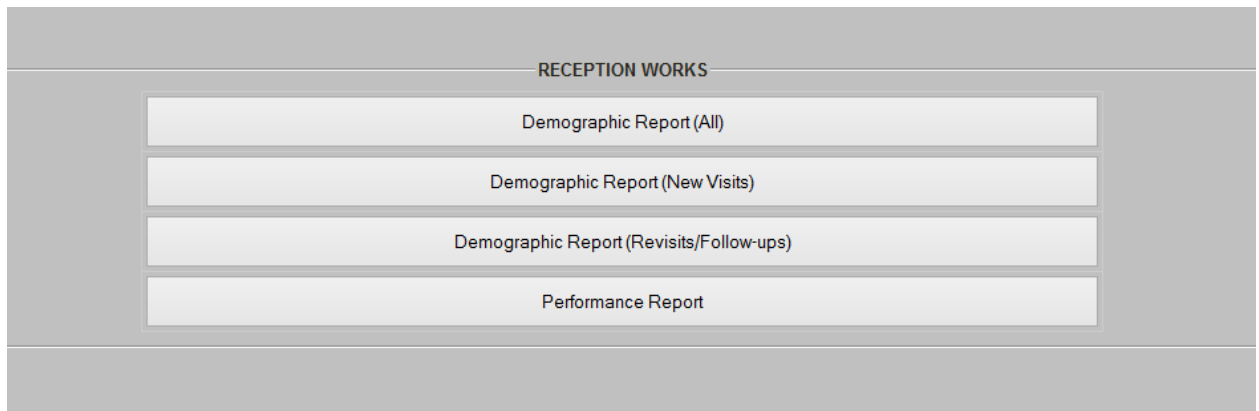 RECEPTION WORKS
Demographic Report (All)
Demographic Report (New Visits)
Demographic Report (Revisits/Follow-ups)
Performance Report